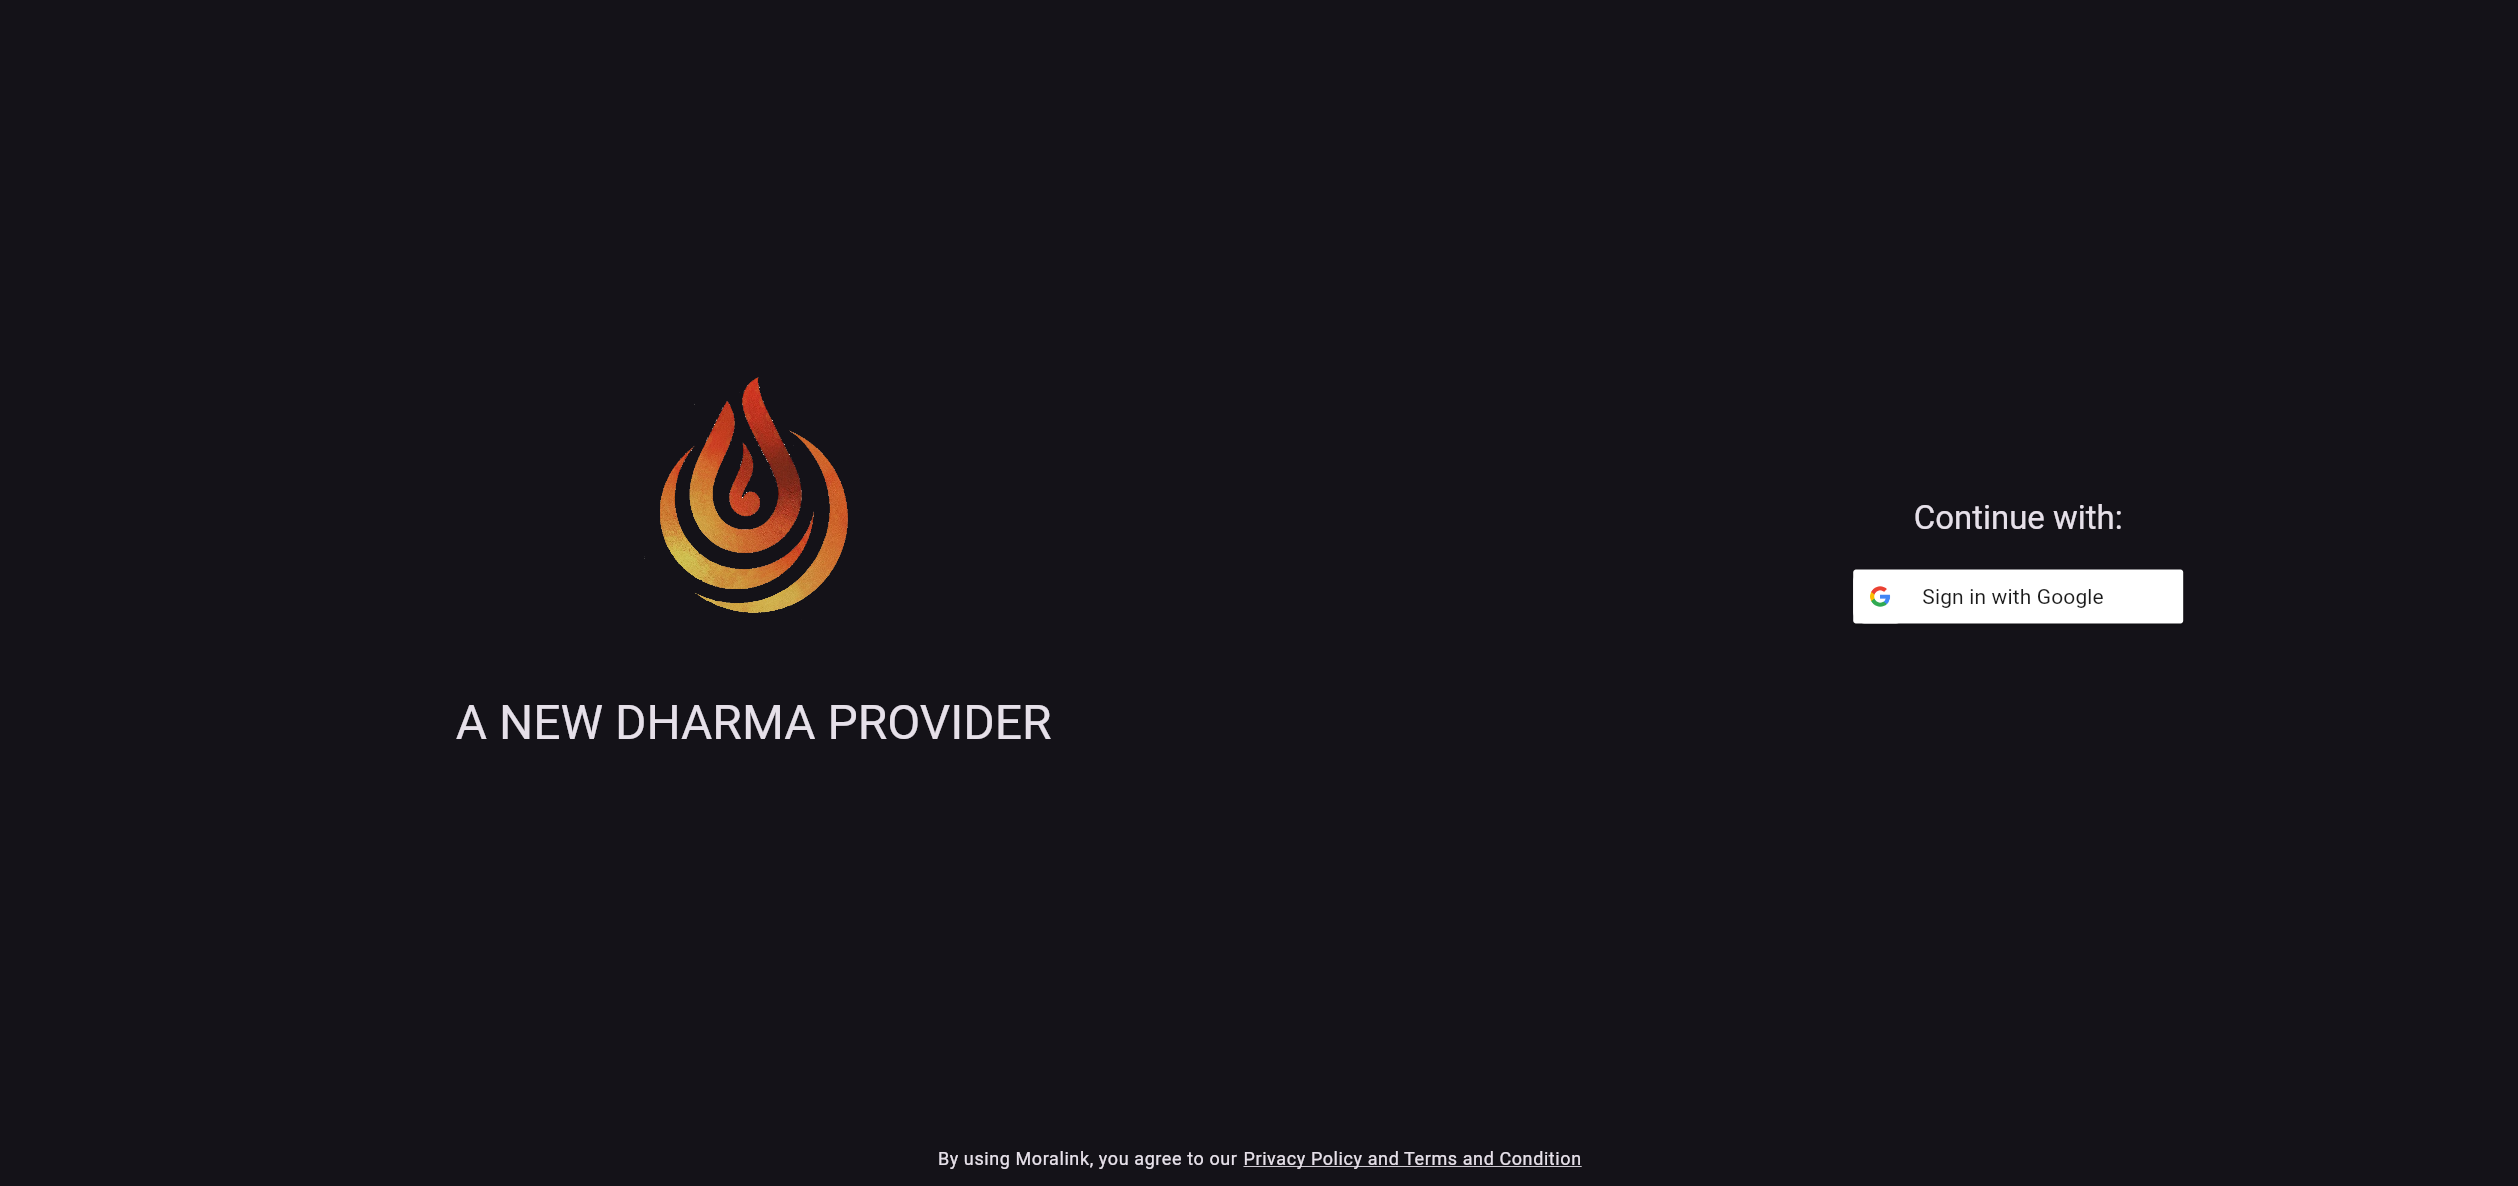 A NEW DHARMA PROVIDER
Continue with:
Sign in with Google
By using Moralink, you agree to our Privacy Policy and Terms and Condition